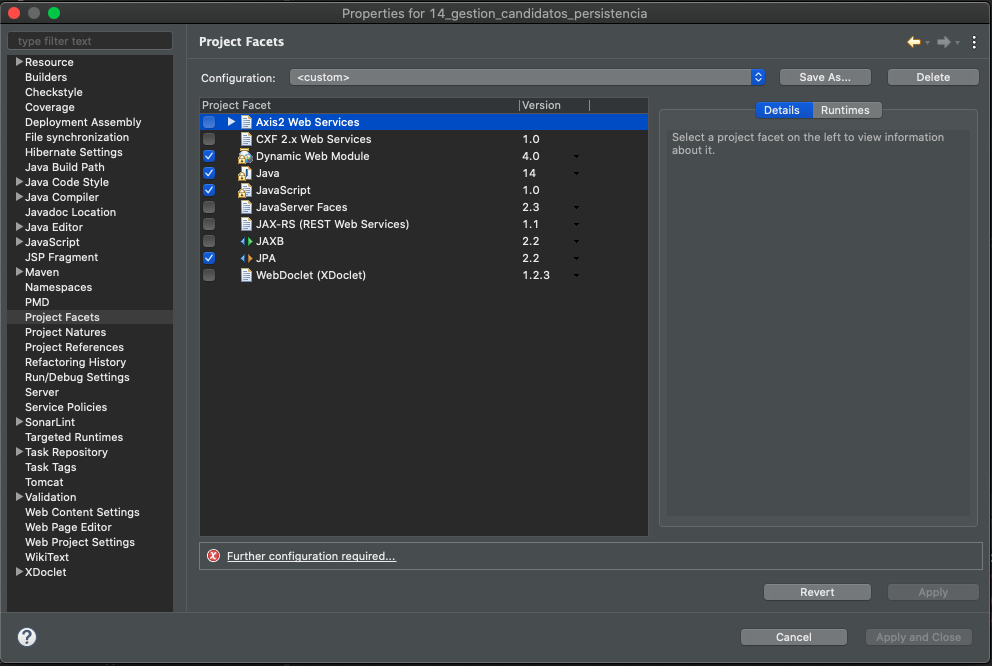 Properties for 14_gestion_candidatos_persistencia
type filter text
Resource
Builders
Checkstyle
Coverage
Deployment Assembly
File synchronization
Hibernate Settings
Java Build Path
Java Code Style
Java Compiler
Javadoc Location
Java Editor
JavaScript
JSP Fragment
Maven
Namespaces
PMD
Project Facets
Project Natures
Project References
Refactoring History
Run/Debug Settings
Server
Service Policies
SonarLint
Targeted Runtimes
Task Repository
Task Tags
Tomcat
Validation
Web Content Settings
Web Page Editor
Web Project Settings
WikiText
XDoclet
Project Facets
Configuration: <custom> Save As... Delete
Project Facet Version
Axis2 Web Services
CXF 2.x Web Services 1.0
Dynamic Web Module 4.0
Java 14
JavaScript 1.0
JavaServer Faces 2.3
JAX-RS (REST Web Services) 1.1
JAXB 2.2
JPA 2.2
WebDoclet (XDoclet) 1.2.3
Details Runtimes
Select a project facet on the left to view information
about it.
Further configuration required...
Revert Apply
? Cancel Apply and Close